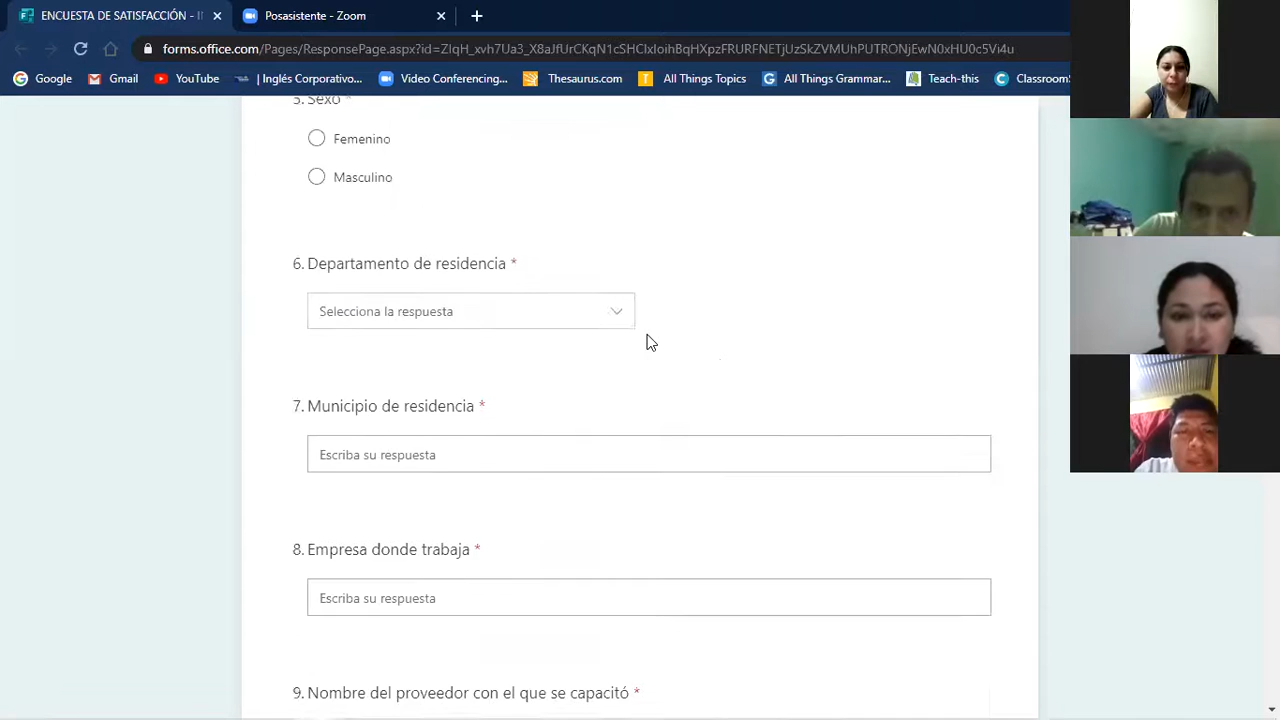 ENCUESTA DE SATISFACCIÓN - I
Posasistente - Zoom
forms.office.com/Pages/ResponsePage.aspx?id=ZIqH_xvh7Ua3_X8aJfUrCKqN1cSHClxIoihBqHXpzFRURFNETjUzSkZVMUhPUTRONjEwN0xHU0c5Vi4u
Google
Gmail
YouTube
| Inglés Corporativo...
Video Conferencing...
Thesaurus.com
All Things Topics
All Things Grammar...
Teach-this
ClassroomS
5. Sexo *
Femenino
Masculino
6. Departamento de residencia *
Selecciona la respuesta
7. Municipio de residencia *
Escriba su respuesta
8. Empresa donde trabaja *
Escriba su respuesta
9. Nombre del proveedor con el que se capacitó *